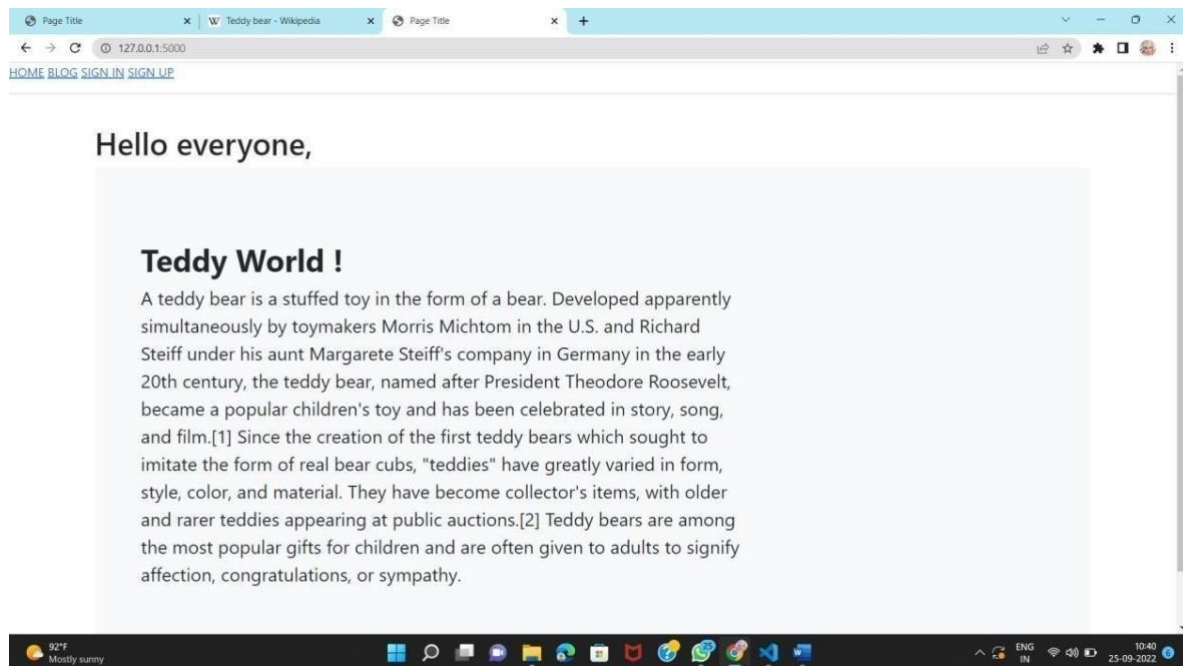 Page Title
Teddy bear - Wikipedia
Page Title
127.0.0.1:5000
HOME BLOG SIGN IN SIGN UP
Hello everyone,
Teddy World !
A teddy bear is a stuffed toy in the form of a bear. Developed apparently
simultaneously by toymakers Morris Michtom in the U.S. and Richard
Steiff under his aunt Margarete Steiff's company in Germany in the early
20th century, the teddy bear, named after President Theodore Roosevelt,
became a popular children's toy and has been celebrated in story, song,
and film.[1] Since the creation of the first teddy bears which sought to
imitate the form of real bear cubs, "teddies" have greatly varied in form,
style, color, and material. They have become collector's items, with older
and rarer teddies appearing at public auctions.[2] Teddy bears are among
the most popular gifts for children and are often given to adults to signify
affection, congratulations, or sympathy.
92°F
Mostly sunny
ENG
IN
10:40
25-09-2022
6